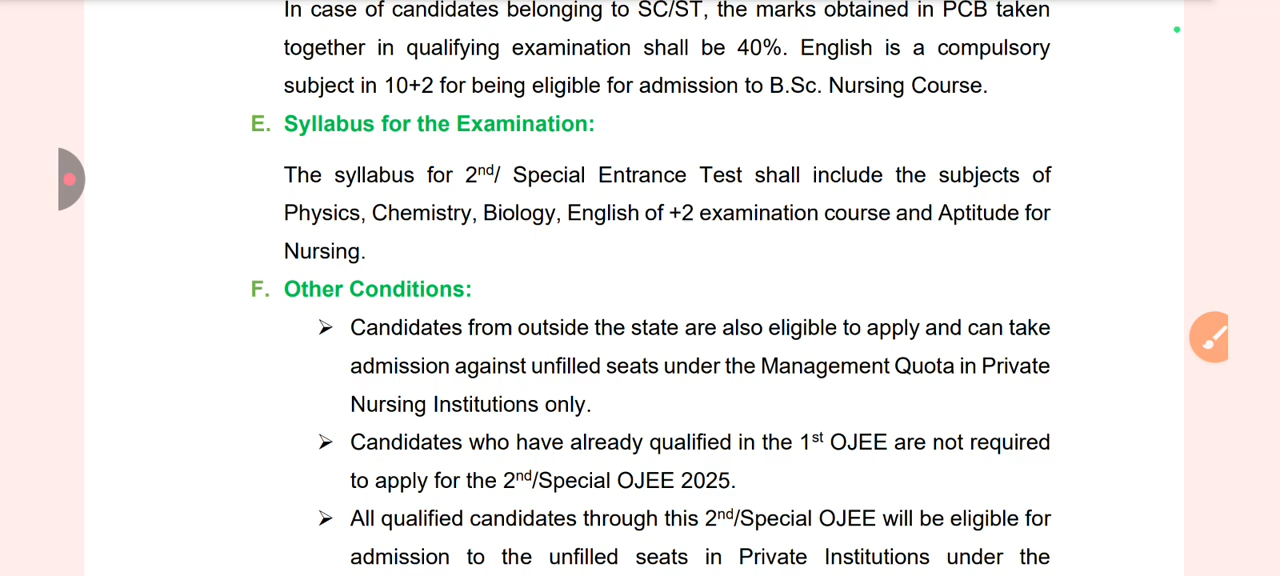 In case of candidates belonging to SC/ST, the marks obtained in PCB taken
together in qualifying examination shall be 40%. English is a compulsory
subject in 10+2 for being eligible for admission to B.Sc. Nursing Course.
E. Syllabus for the Examination:
The syllabus for 2nd/ Special Entrance Test shall include the subjects of
Physics, Chemistry, Biology, English of +2 examination course and Aptitude for
Nursing.
F. Other Conditions:
➢ Candidates from outside the state are also eligible to apply and can take
admission against unfilled seats under the Management Quota in Private
Nursing Institutions only.
➢ Candidates who have already qualified in the 1st OJEE are not required
to apply for the 2nd/Special OJEE 2025.
➢ All qualified candidates through this 2nd/Special OJEE will be eligible for
admission to the unfilled seats in Private Institutions under the